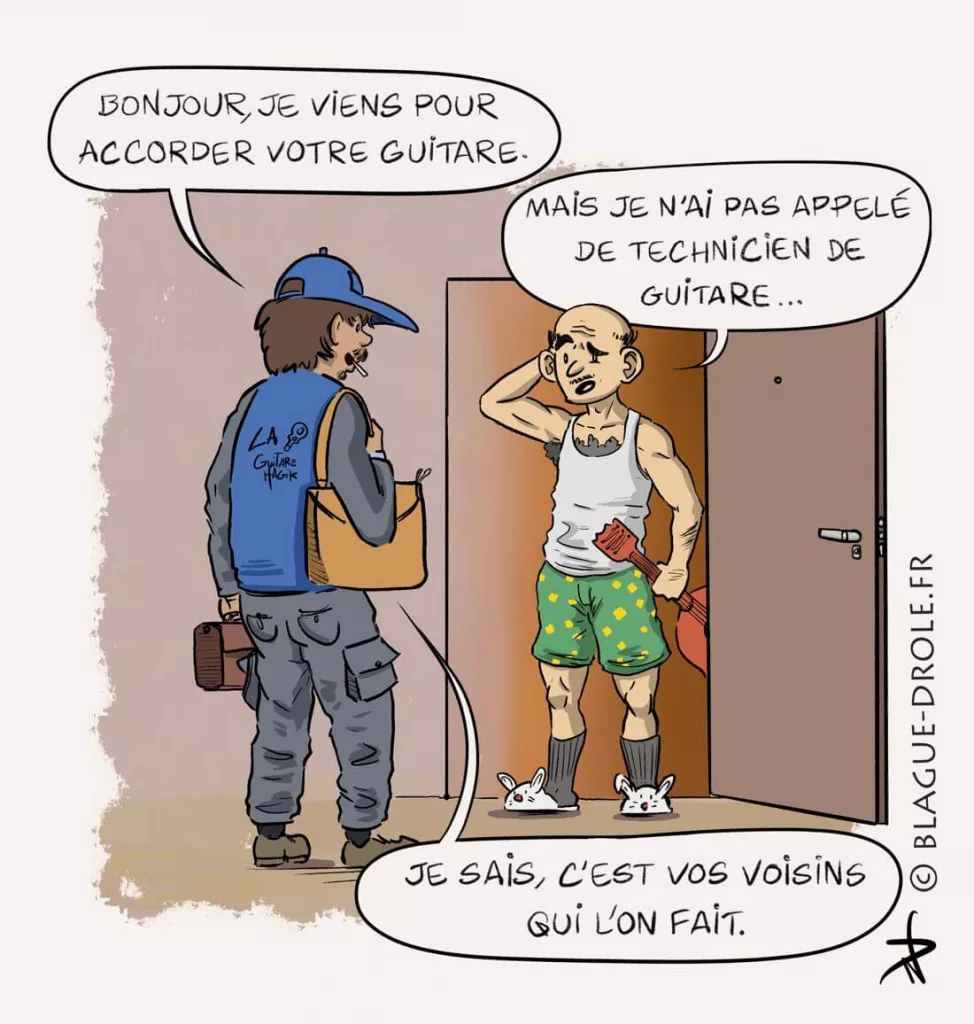 BONJOUR, JE VIENS POUR
ACCORDER VOTRE GUITARE.
MAIS JE N'AI PAS APPELÉ
DE TECHNICIEN DE
GUITARE...
LA
GUITARE
MAGIK
JE SAIS, C'EST VOS VOISINS
QUI L'ON FAIT.
© BLAGUE-DROLE.FR